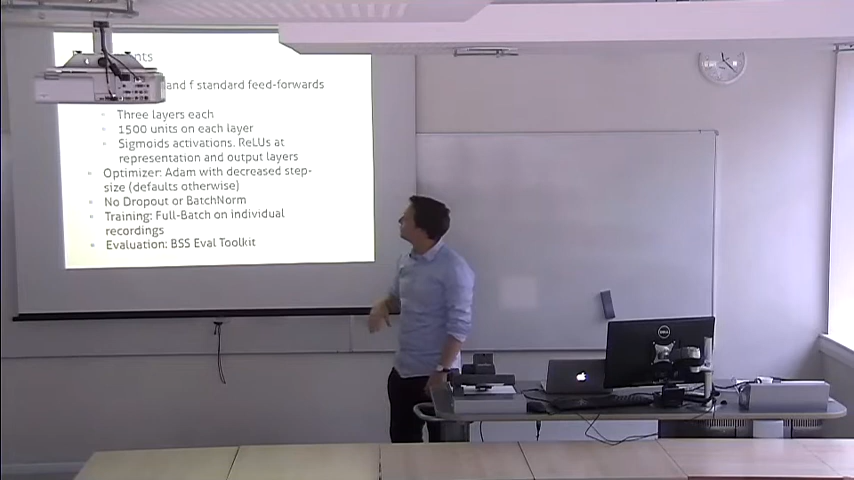 and f standard feed-forwards
Three layers each
1500 units on each layer
Sigmoids activations. ReLUs at
representation and output layers
Optimizer: Adam with decreased step-
size (defaults otherwise)
No Dropout or BatchNorm
Training: Full-Batch on individual
recordings
Evaluation: BSS Eval Toolkit
DELL